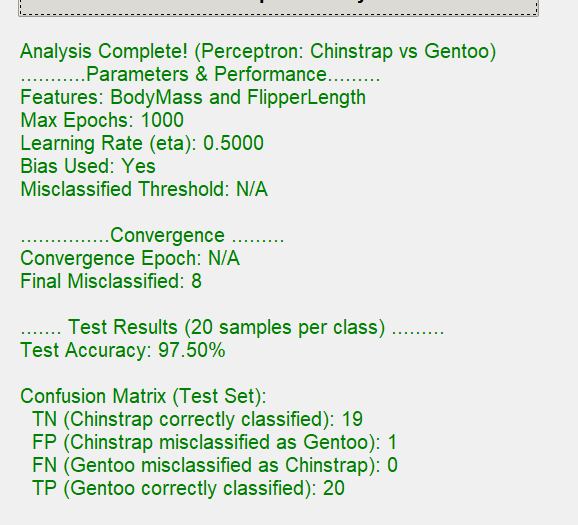 Analysis Complete! (Perceptron: Chinstrap vs Gentoo)
...........Parameters & Performance.........
Features: BodyMass and FlipperLength
Max Epochs: 1000
Learning Rate (eta): 0.5000
Bias Used: Yes
Misclassified Threshold: N/A
...............Convergence .........
Convergence Epoch: N/A
Final Misclassified: 8
....... Test Results (20 samples per class) .........
Test Accuracy: 97.50%
Confusion Matrix (Test Set):
TN (Chinstrap correctly classified): 19
FP (Chinstrap misclassified as Gentoo): 1
FN (Gentoo misclassified as Chinstrap): 0
TP (Gentoo correctly classified): 20